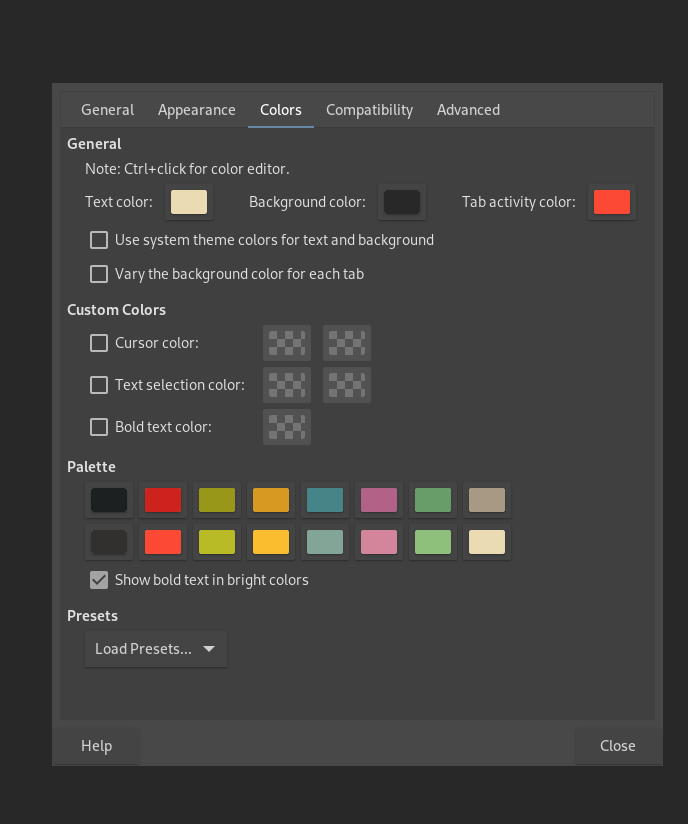 General Appearance Colors Compatibility Advanced
General
Note: Ctrl+click for color editor.
Text color: Background color: Tab activity color:
Use system theme colors for text and background
Vary the background color for each tab
Custom Colors
Cursor color:
Text selection color:
Bold text color:
Palette
Show bold text in bright colors
Presets
Load Presets...
Help Close